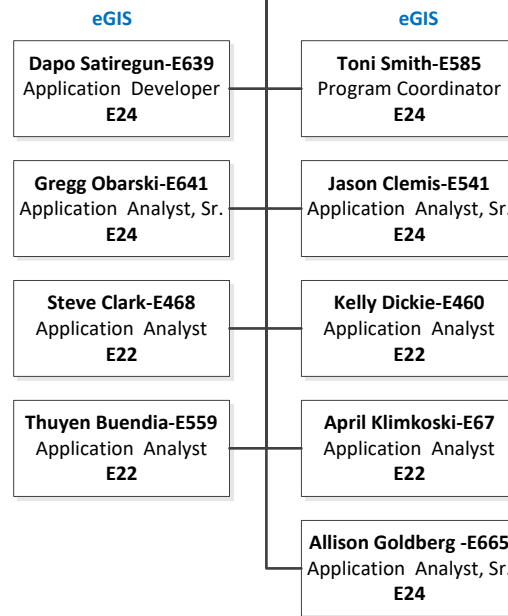 eGIS
Dapo Satiregun-E639
Application Developer
E24
Gregg Obarski-E641
Application Analyst, Sr.
E24
Steve Clark-E468
Application Analyst
E22
Thuyen Buendia-E559
Application Analyst
E22
eGIS
Toni Smith-E585
Program Coordinator
E24
Jason Clemis-E541
Application Analyst, Sr.
E24
Kelly Dickie-E460
Application Analyst
E22
April Klimkoski-E67
Application Analyst
E22
Allison Goldberg -E665
Application Analyst, Sr.
E24